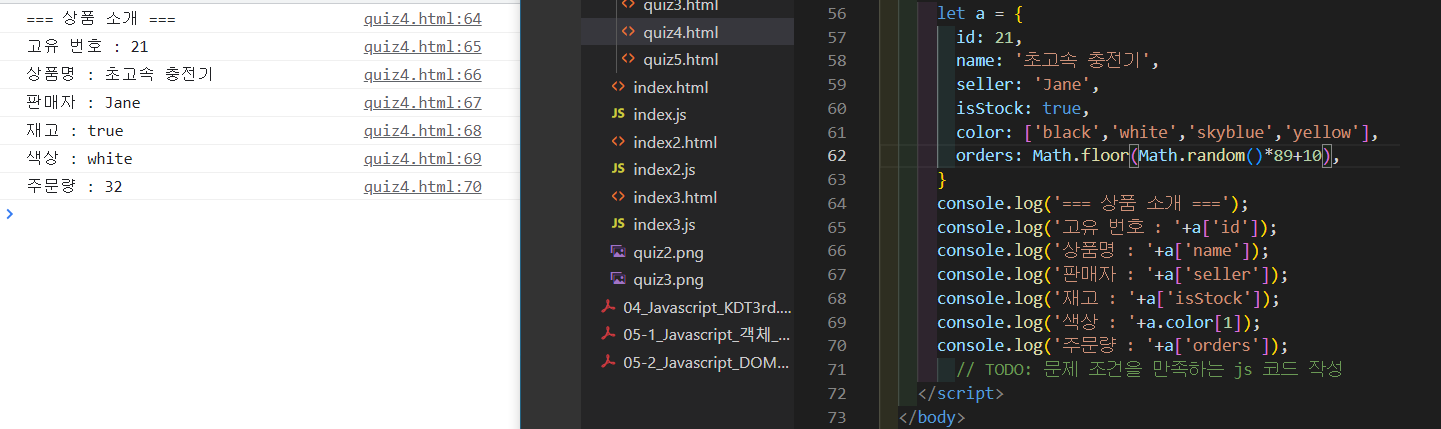 === 상품 소개 === quiz4.html:64
고유 번호 : 21 quiz4.html:65
상품명 : 초고속 충전기 quiz4.html:66
판매자 : Jane quiz4.html:67
재고 : true quiz4.html:68
색상 : white quiz4.html:69
주문량 : 32 quiz4.html:70
>
<> quiz3.html
<> quiz4.html
<> quiz5.html
<> index.html
JS index.js
<> index2.html
JS index2.js
<> index3.html
JS index3.js
quiz2.png
quiz3.png
04_Javascript_KDT3rd....
05-1_Javascript_객체_...
05-2_Javascript_DOM...
56 let a = {
57 id: 21,
58 name: '초고속 충전기',
59 seller: 'Jane',
60 isStock: true,
61 color: ['black','white','skyblue','yellow'],
62 orders: Math.floor(Math.random()*89+10),
63 }
64 console.log('=== 상품 소개 ===');
65 console.log('고유 번호 : '+a['id']);
66 console.log('상품명 : '+a['name']);
67 console.log('판매자 : '+a['seller']);
68 console.log('재고 : '+a['isStock']);
69 console.log('색상 : '+a.color[1]);
70 console.log('주문량 : '+a['orders']);
71 // TODO: 문제 조건을 만족하는 js 코드 작성
72 </script>
73 </body>